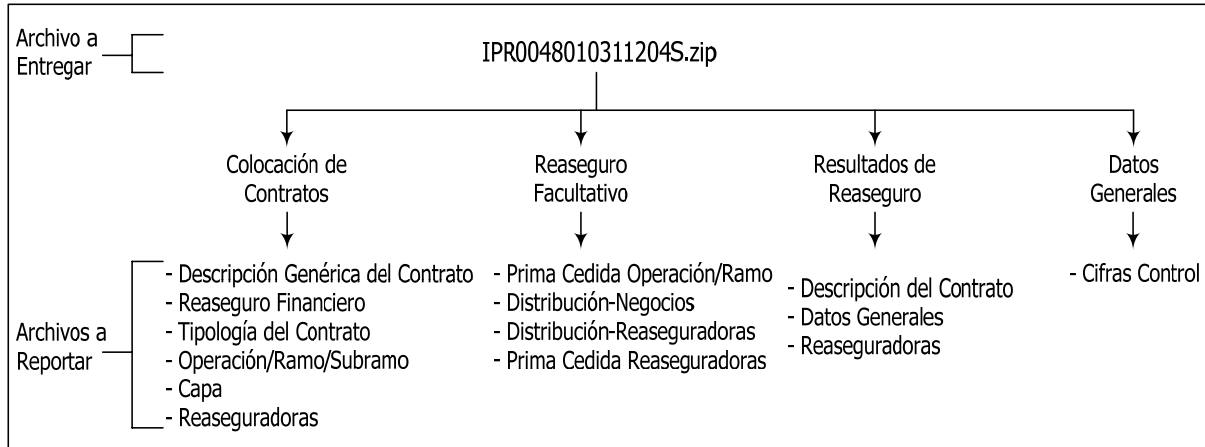 Archivo a
Entregar
IPR0048010311204S.zip
Colocación de
Contratos
Reaseguro
Facultativo
Resultados de
Reaseguro
Datos
Generales
Archivos a
Reportar
- Descripción Genérica del Contrato
- Reaseguro Financiero
- Tipología del Contrato
- Operación/Ramo/Subramo
- Capa
- Reaseguradoras
- Prima Cedida Operación/Ramo
- Distribución-Negocios
- Distribución-Reaseguradoras
- Prima Cedida Reaseguradoras
- Descripción del Contrato
- Datos Generales
- Reaseguradoras
- Cifras Control